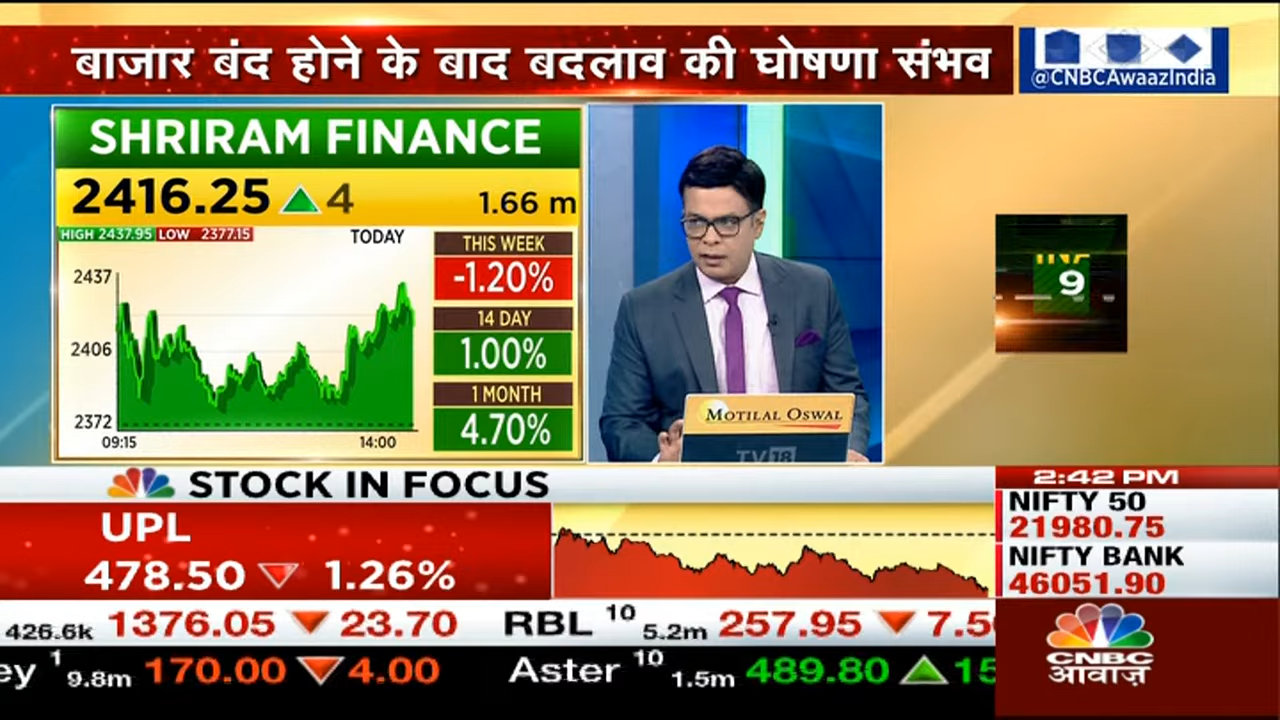 बाजार बंद होने के बाद बदलाव की घोषणा संभव
@CNBCAwaazIndia
SHRIRAM FINANCE
2416.25 ▲ 4 1.66 m
HIGH 2437.95 LOW 2377.15 TODAY
2437
2406
2372
09:15 14:00
THIS WEEK
-1.20%
14 DAY
1.00%
1 MONTH
4.70%
MOTILAL OSWAL
TV18
9
STOCK IN FOCUS
UPL
478.50 ▼ 1.26%
2:42 PM
NIFTY 50
21980.75
NIFTY BANK
46051.90
426.6k 1376.05 ▼ 23.70 RBL 10 5.2m 257.95 ▼ 7.5
ey 1 9.8m 170.00 ▼ 4.00 Aster 10 1.5m 489.80 ▲ 15
CNBC
आवाज़